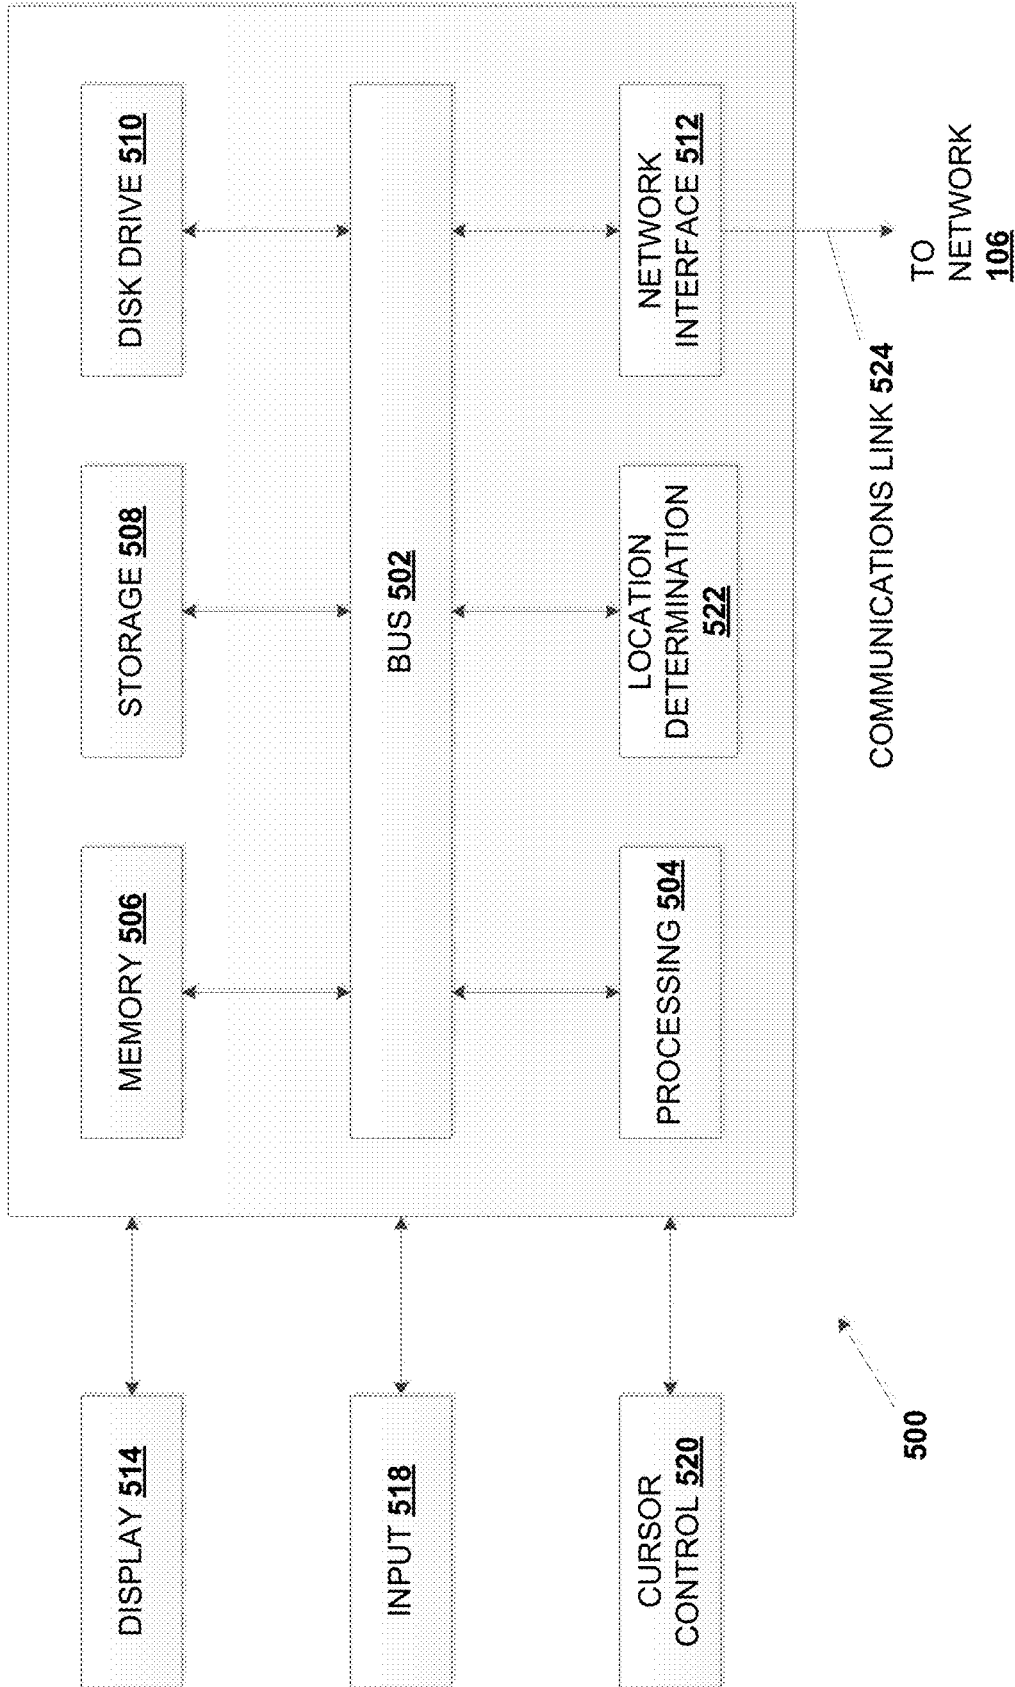 DISPLAY 514
MEMORY 506
STORAGE 508
DISK DRIVE 510
INPUT 518
BUS 502
CURSOR
CONTROL 520
PROCESSING 504
LOCATION
DETERMINATION
522
NETWORK
INTERFACE 512
500
COMMUNICATIONS LINK 524
TO
NETWORK
106